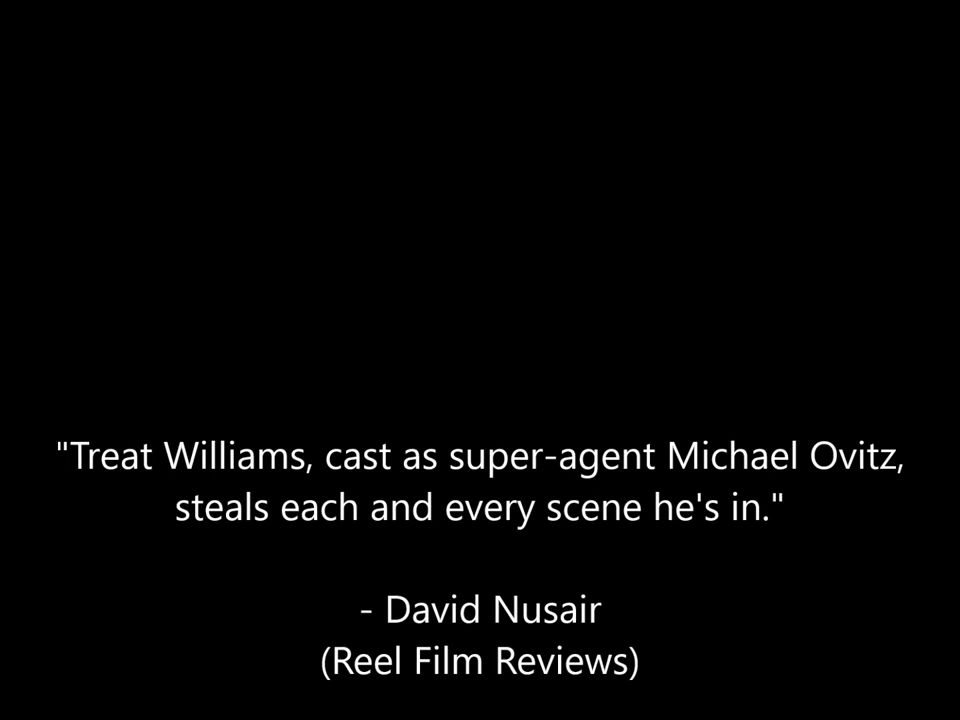 "Treat Williams, cast as super-agent Michael Ovitz,
steals each and every scene he's in."
- David Nusair
(Reel Film Reviews)